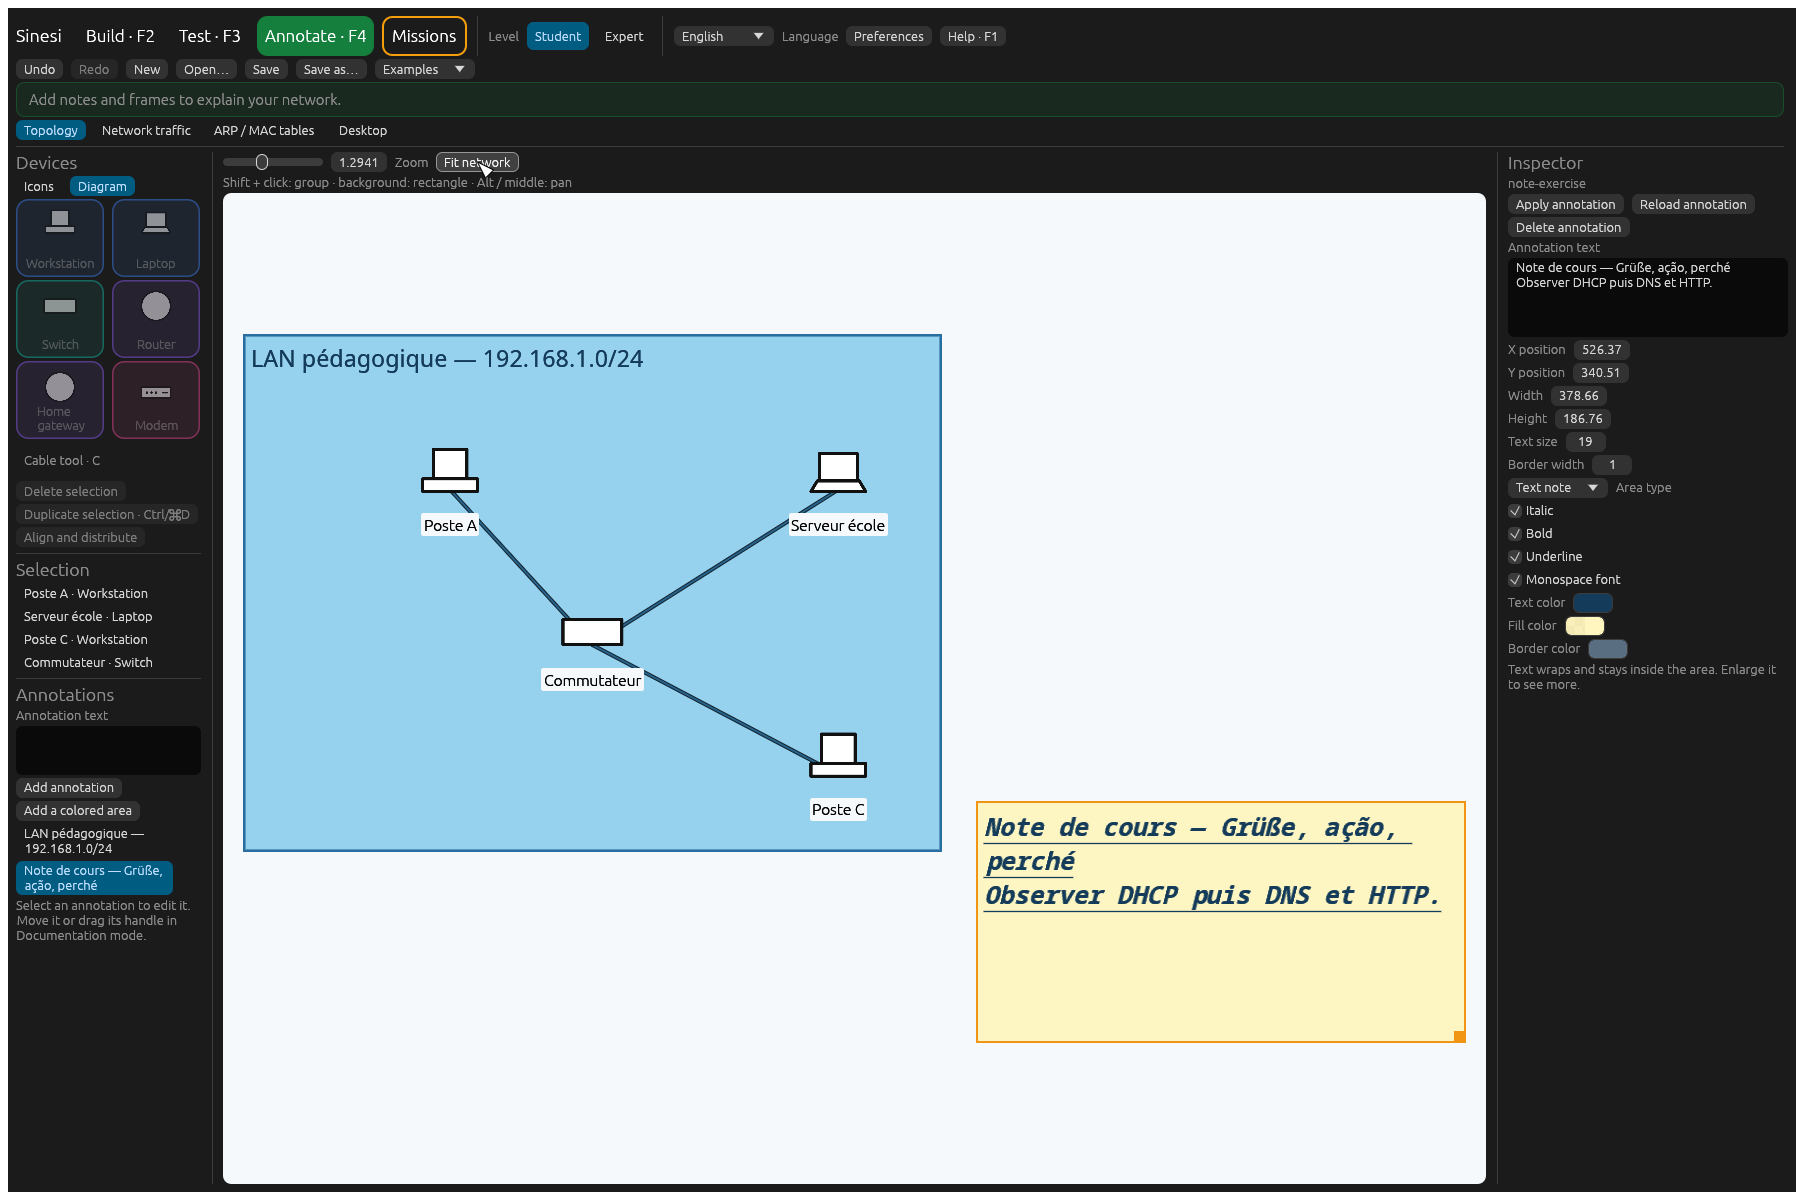 Sinesi Build · F2 Test · F3 Annotate · F4 Missions Level Student Expert English Language Preferences Help · F1
Undo Redo New Open... Save Save as... Examples
Add notes and frames to explain your network.
Topology Network traffic ARP / MAC tables Desktop
Devices
Icons Diagram
Workstation Laptop
Switch Router
Home gateway Modem
Cable tool · C
Delete selection
Duplicate selection · Ctrl/⌘D
Align and distribute
Selection
Poste A · Workstation
Serveur école · Laptop
Poste C · Workstation
Commutateur · Switch
Annotations
Annotation text
Add annotation
Add a colored area
LAN pédagogique —
192.168.1.0/24
Note de cours — Grüße,
ação, perché
Select an annotation to edit it.
Move it or drag its handle in
Documentation mode.
1.2941 Zoom Fit network
Shift + click: group · background: rectangle · Alt / middle: pan
LAN pédagogique — 192.168.1.0/24
Poste A
Serveur école
Commutateur
Poste C
Note de cours — Grüße, ação,
perché
Observer DHCP puis DNS et HTTP.
Inspector
note-exercise
Apply annotation Reload annotation
Delete annotation
Annotation text
Note de cours — Grüße, ação, perché
Observer DHCP puis DNS et HTTP.
X position 526.37
Y position 340.51
Width 378.66
Height 186.76
Text size 19
Border width 1
Text note Area type
Italic
Bold
Underline
Monospace font
Text color
Fill color
Border color
Text wraps and stays inside the area. Enlarge it
to see more.